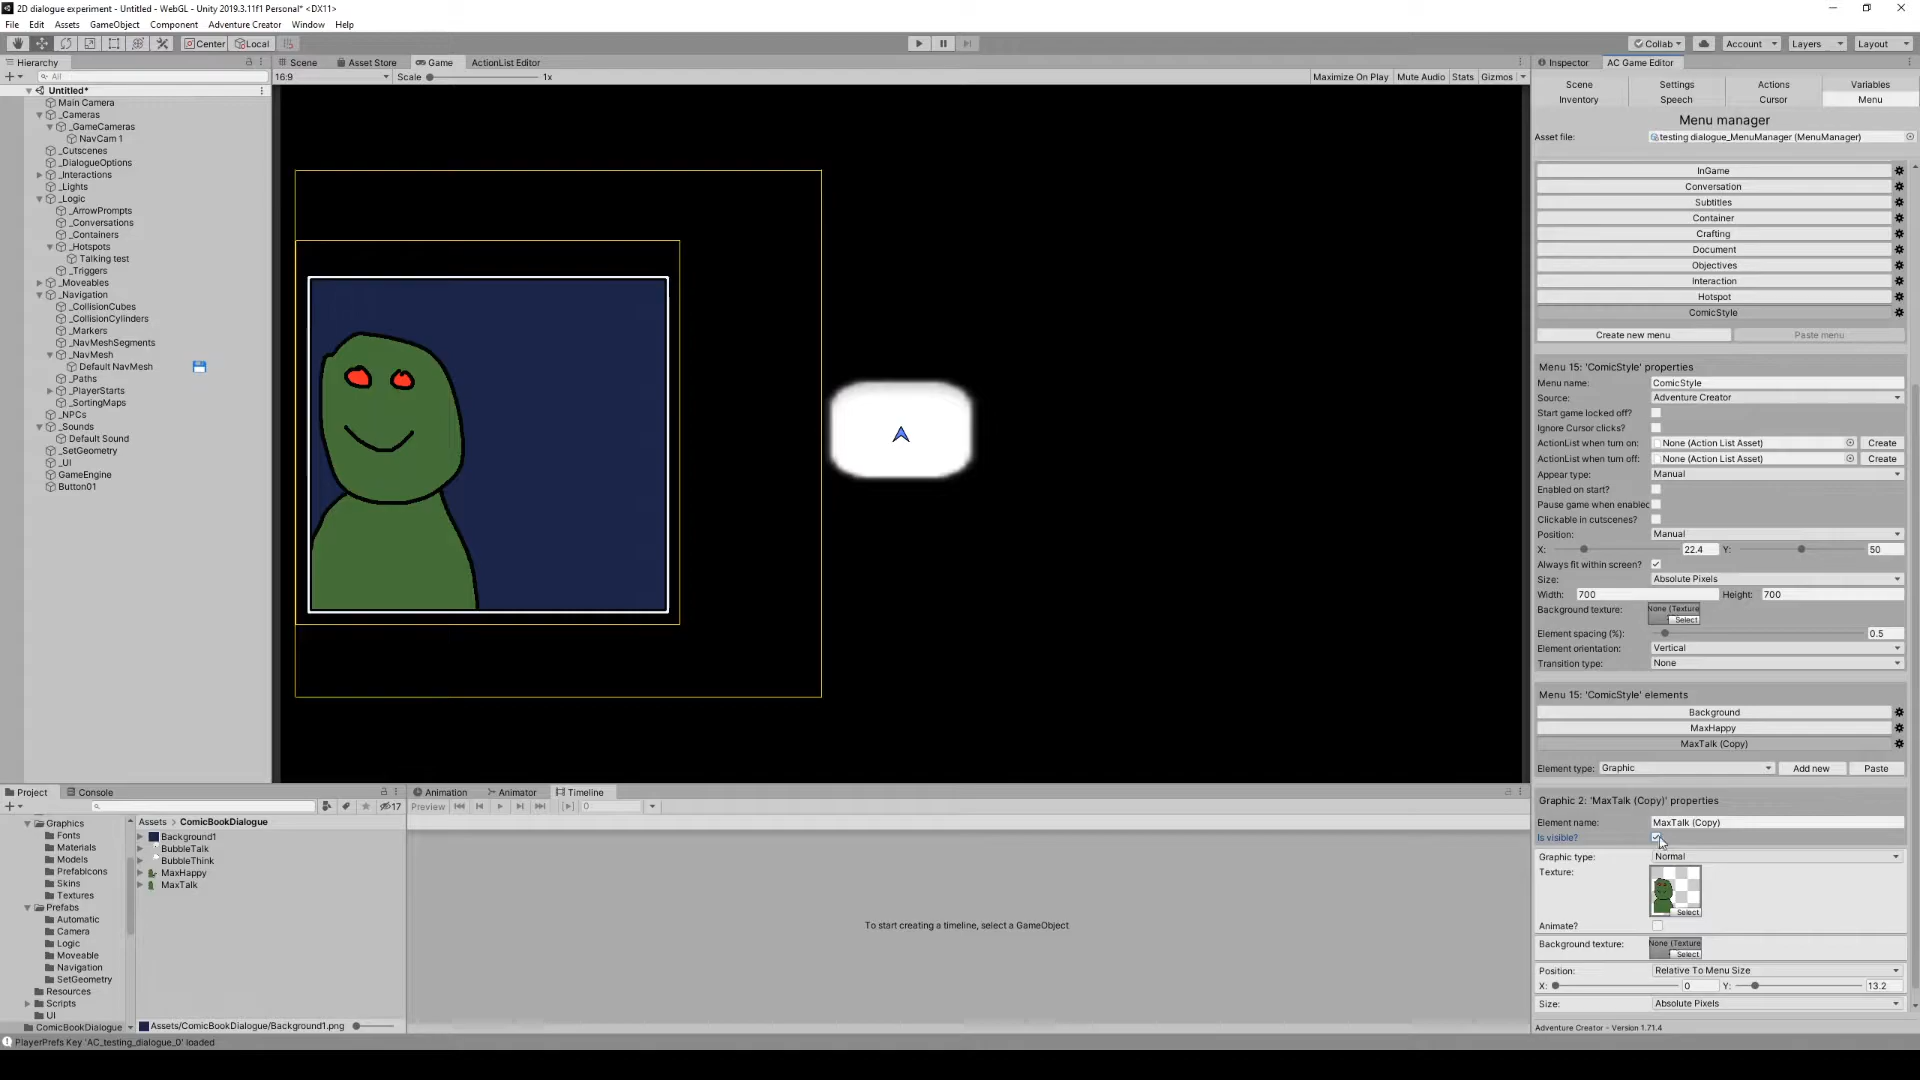 2D dialogue experiment - Untitled - WebGL - Unity 2019.3.11f1 Personal* <DX11>
File Edit Assets GameObject Component Adventure Creator Window Help
Center Local Collab Account Layers Layout
Hierarchy Scene Asset Store Game ActionList Editor Inspector AC Game Editor
All 16:9 Scale 1x Maximize On Play Mute Audio Stats Gizmos
Untitled*
Main Camera
_Cameras
_GameCameras
NavCam 1
_Cutscenes
_DialogueOptions
_Interactions
_Lights
_Logic
_ArrowPrompts
_Conversations
_Containers
_Hotspots
Talking test
_Triggers
_Moveables
_Navigation
_CollisionCubes
_CollisionCylinders
_Markers
_NavMeshSegments
_NavMesh
Default NavMesh
_Paths
_PlayerStarts
_SortingMaps
_NPCs
_Sounds
Default Sound
_SetGeometry
_UI
GameEngine
Button01
Scene Settings Actions Variables
Inventory Speech Cursor Menu
Menu manager
Asset file: testing dialogue_MenuManager (MenuManager)
InGame
Conversation
Subtitles
Container
Crafting
Document
Objectives
Interaction
Hotspot
ComicStyle
Create new menu Paste menu
Menu 15: 'ComicStyle' properties
Menu name: ComicStyle
Source: Adventure Creator
Start game locked off?
Ignore Cursor clicks?
ActionList when turn on: None (Action List Asset) Create
ActionList when turn off: None (Action List Asset) Create
Appear type: Manual
Enabled on start?
Pause game when enabled
Clickable in cutscenes?
Position: Manual
X: 22.4 Y: 50
Always fit within screen?
Size: Absolute Pixels
Width: 700 Height: 700
Background texture: None (Texture
Select
Element spacing (%): 0.5
Element orientation: Vertical
Transition type: None
Menu 15: 'ComicStyle' elements
Background
MaxHappy
MaxTalk (Copy)
Element type: Graphic Add new Paste
Graphic 2: 'MaxTalk (Copy)' properties
Element name: MaxTalk (Copy)
Is visible?
Graphic type: Normal
Texture:
Select
Animate?
Background texture: None (Texture
Select
Position: Relative To Menu Size
X: 0 Y: 13.2
Size: Absolute Pixels
Adventure Creator - Version 1.71.4
Project Console Animation Animator Timeline
17 Preview 0
Graphics
Fonts
Materials
Models
Prefabicons
Skins
Textures
Prefabs
Automatic
Camera
Logic
Moveable
Navigation
SetGeometry
Resources
Scripts
UI
ComicBookDialogue
Assets > ComicBookDialogue
Background1
BubbleTalk
BubbleThink
MaxHappy
MaxTalk
To start creating a timeline, select a GameObject
Assets/ComicBookDialogue/Background1.png
PlayerPrefs Key 'AC_testing_dialogue_0' loaded